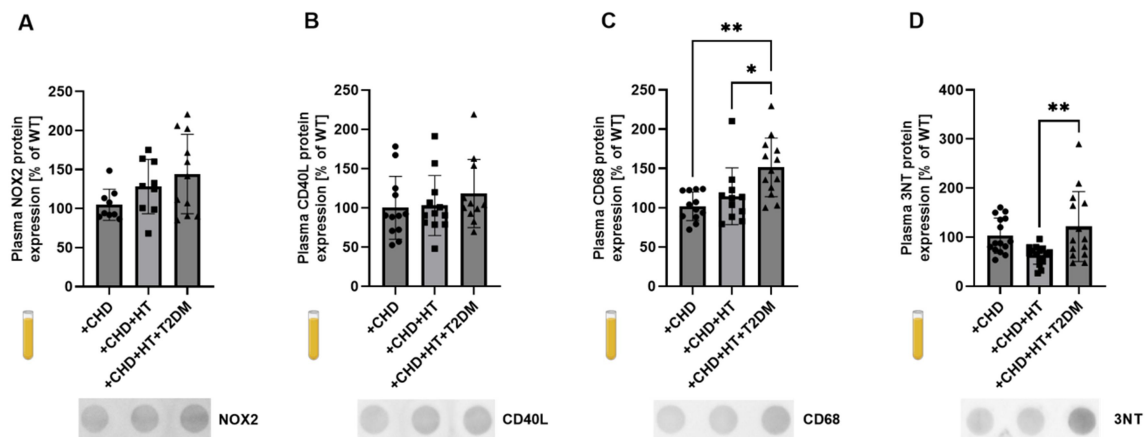 A
Plasma NOX2 protein
expression [% of WT]
250
200
150
100
50
0
+CHD
+CHD+HT
+CHD+HT+T2DM
NOX2
B
Plasma CD40L protein
expression [% of WT]
250
200
150
100
50
0
+CHD
+CHD+HT
+CHD+HT+T2DM
CD40L
C
**
*
Plasma CD68 protein
expression [% of WT]
250
200
150
100
50
0
+CHD
+CHD+HT
+CHD+HT+T2DM
CD68
D
**
Plasma 3NT protein
expression [% of WT]
400
300
200
100
0
+CHD
+CHD+HT
+CHD+HT+T2DM
3NT